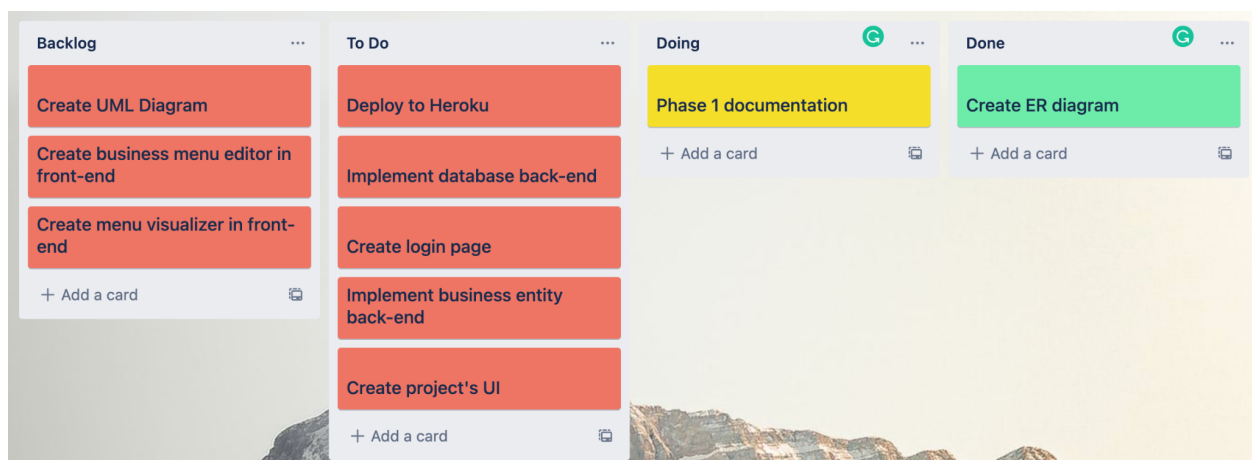 Backlog
Create UML Diagram
Create business menu editor in
front-end
Create menu visualizer in front-
end
+ Add a card
To Do
Deploy to Heroku
Implement database back-end
Create login page
Implement business entity
back-end
Create project's UI
+ Add a card
Doing
Phase 1 documentation
+ Add a card
Done
Create ER diagram
+ Add a card